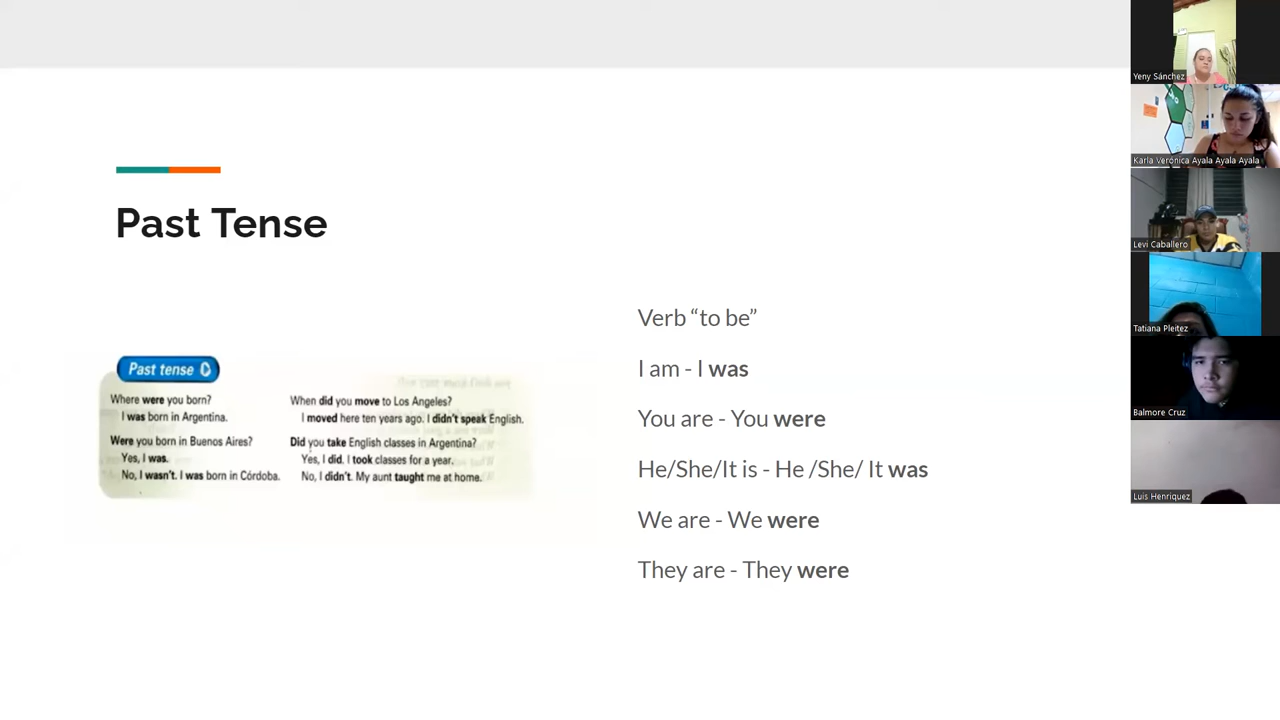 Past Tense
Past tense
Where were you born?
I was born in Argentina.
Were you born in Buenos Aires?
Yes, I was.
No, I wasn't. I was born in Córdoba.
When did you move to Los Angeles?
I moved here ten years ago. I didn't speak English.
Did you take English classes in Argentina?
Yes, I did. I took classes for a year.
No, I didn't. My aunt taught me at home.
Verb “to be”
I am - I was
You are - You were
He/She/It is - He /She/ It was
We are - We were
They are - They were
Yeny Sánchez
Karla Verónica Ayala Ayala Ayala
Levi Caballero
Tatiana Pleitez
Balmore Cruz
Luis Henriquez